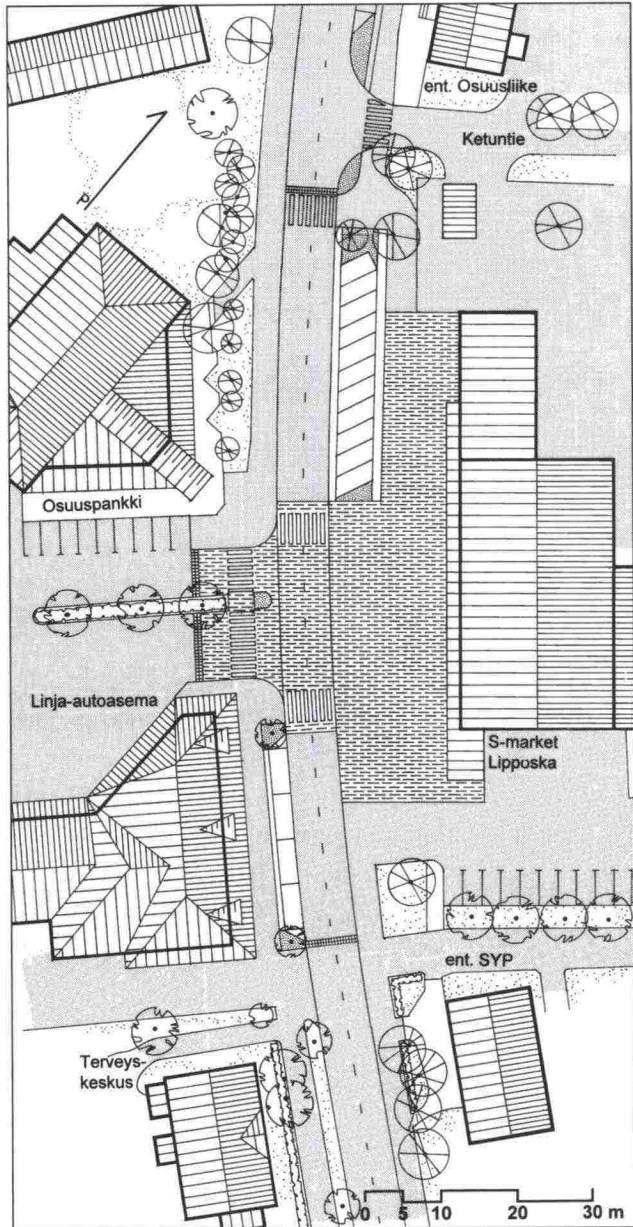 ent. Osuusliike
Ketuntie
P
Osuuspankki
Linja-autoasema
S-market
Lipposka
ent. SYP
Terveys-
keskus
0 5 10 20 30 m